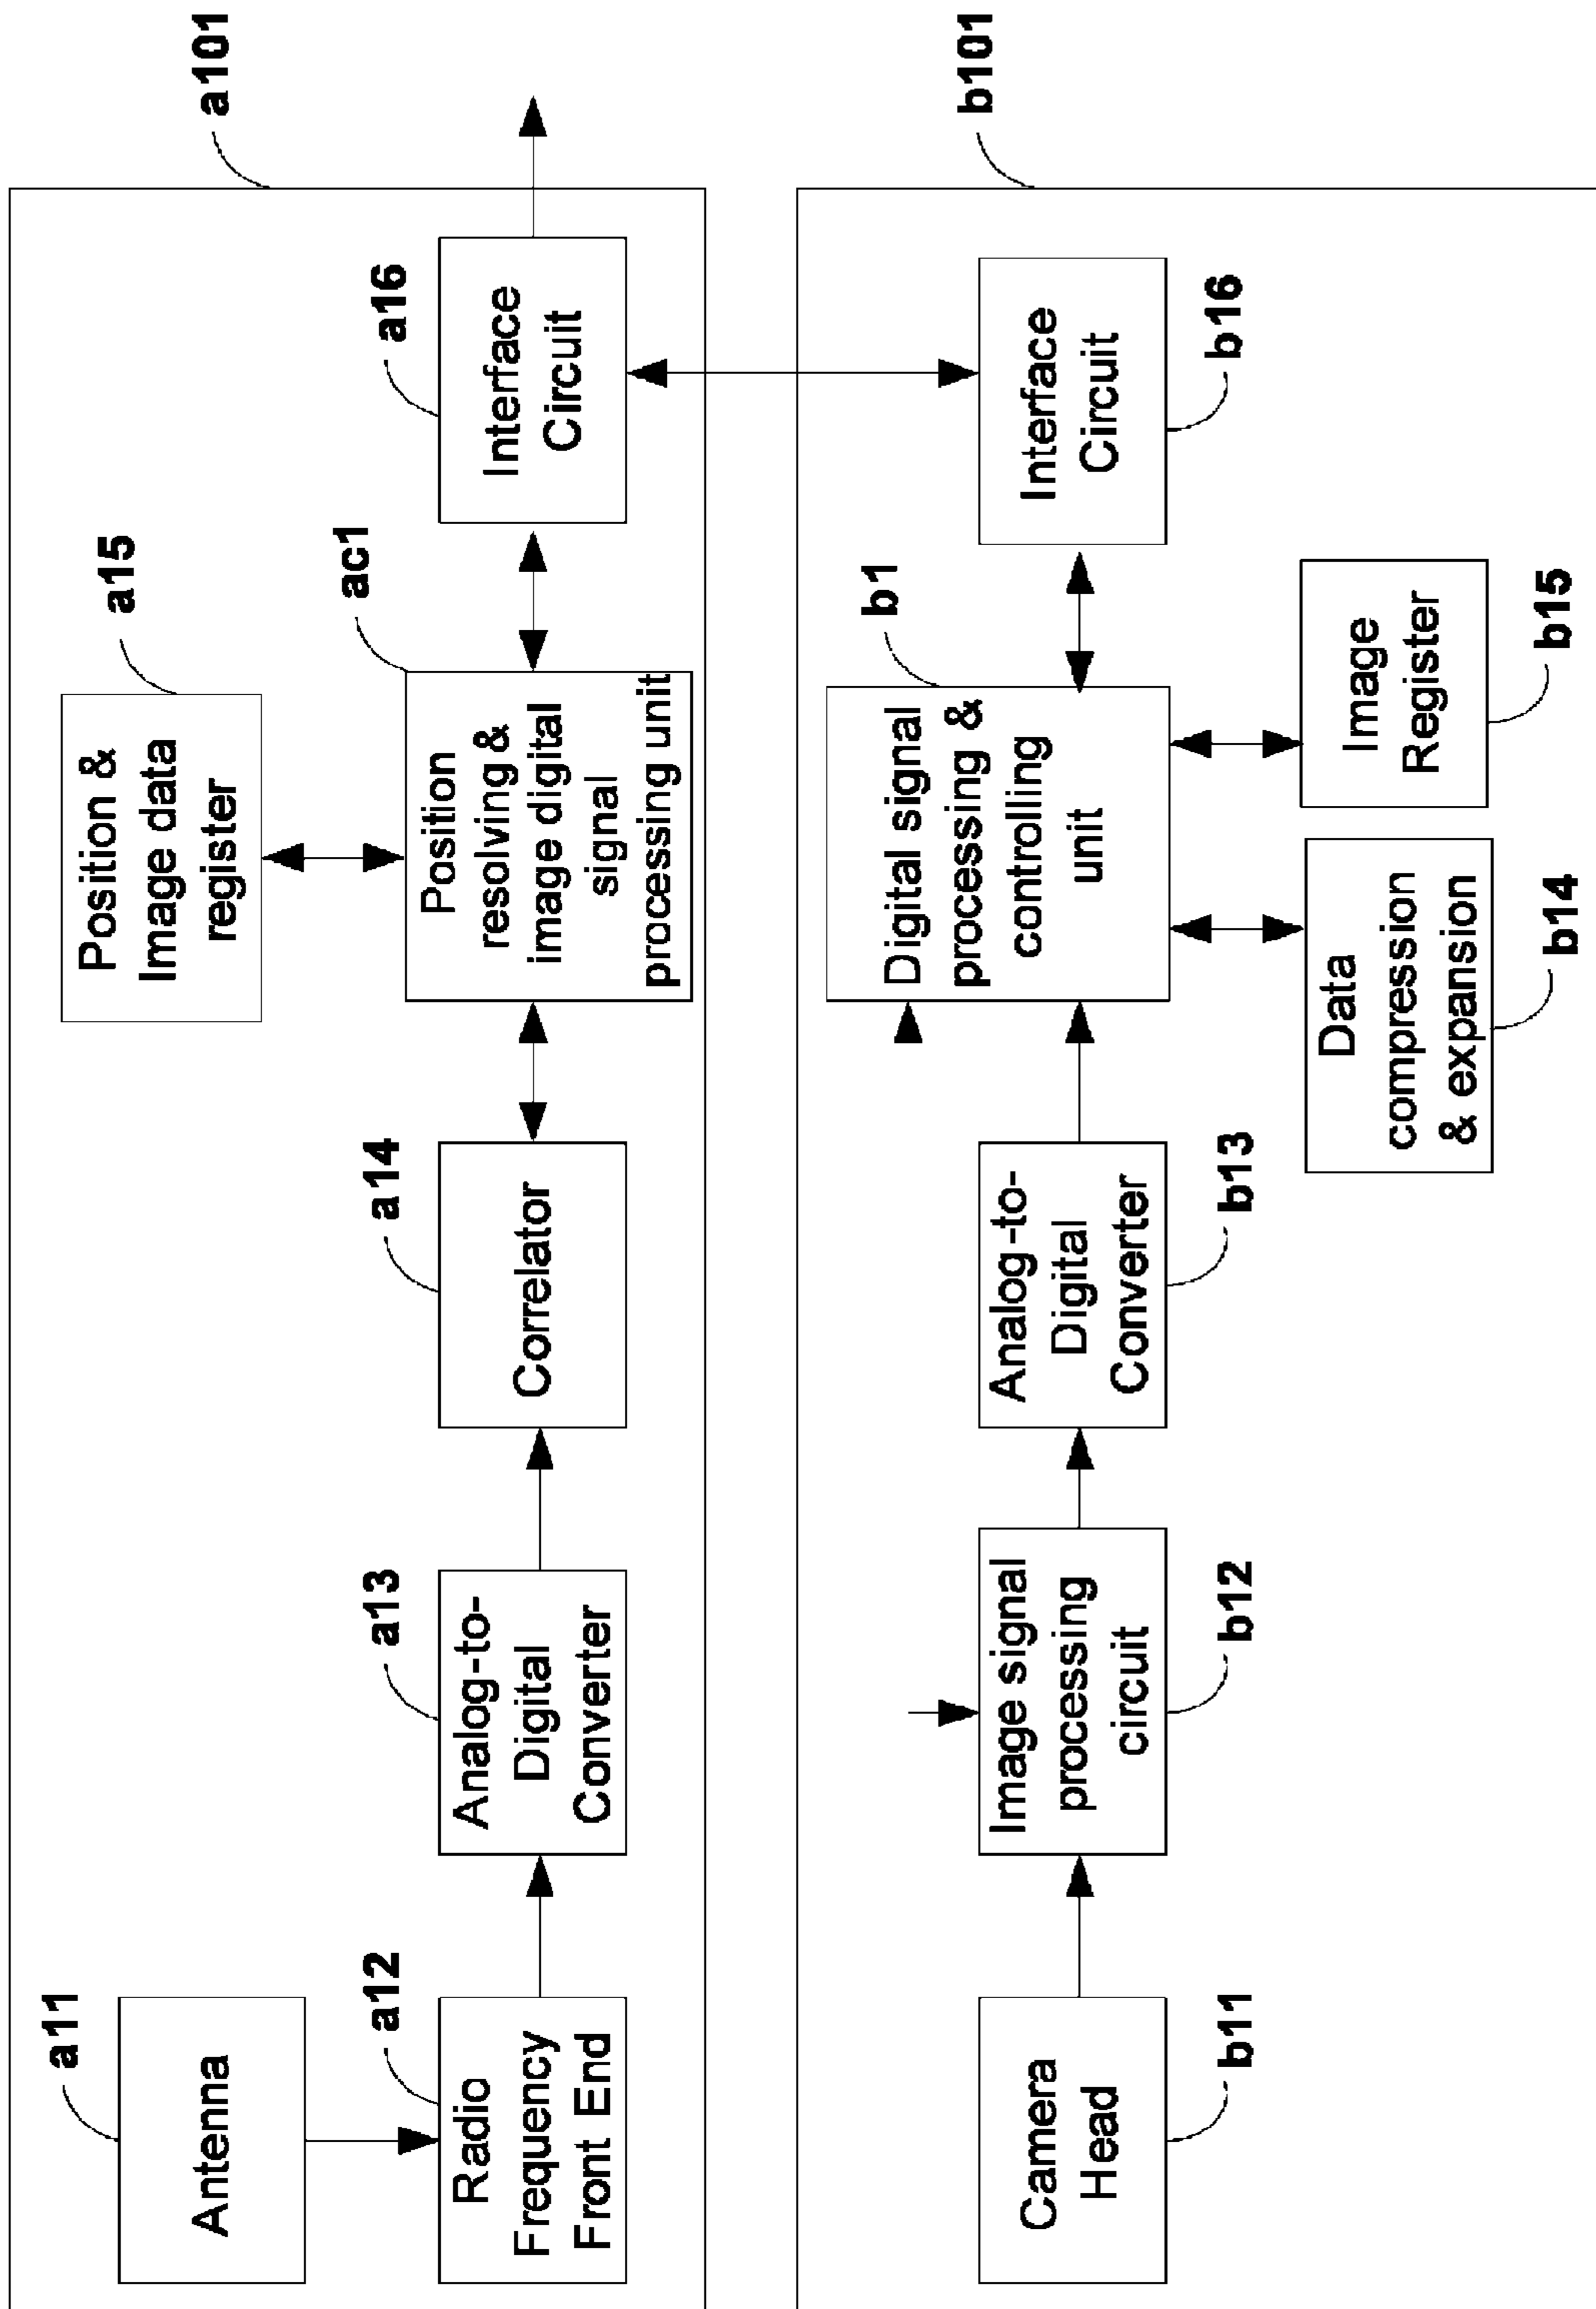 a101
a11
Antenna
a12
Radio
Frequency
Front End
a13
Analog-to-
Digital
Converter
a14
Correlator
a15
Position &
Image data
register
ac1
Position
resolving &
image digital
signal
processing unit
a16
Interface
Circuit
b101
Camera
Head
b11
Image signal
processing
circuit
b12
Analog-to-
Digital
Converter
b13
b1
Digital signal
processing &
controlling
unit
Data
compression
& expansion
b14
Image
Register
b15
Interface
Circuit
b16